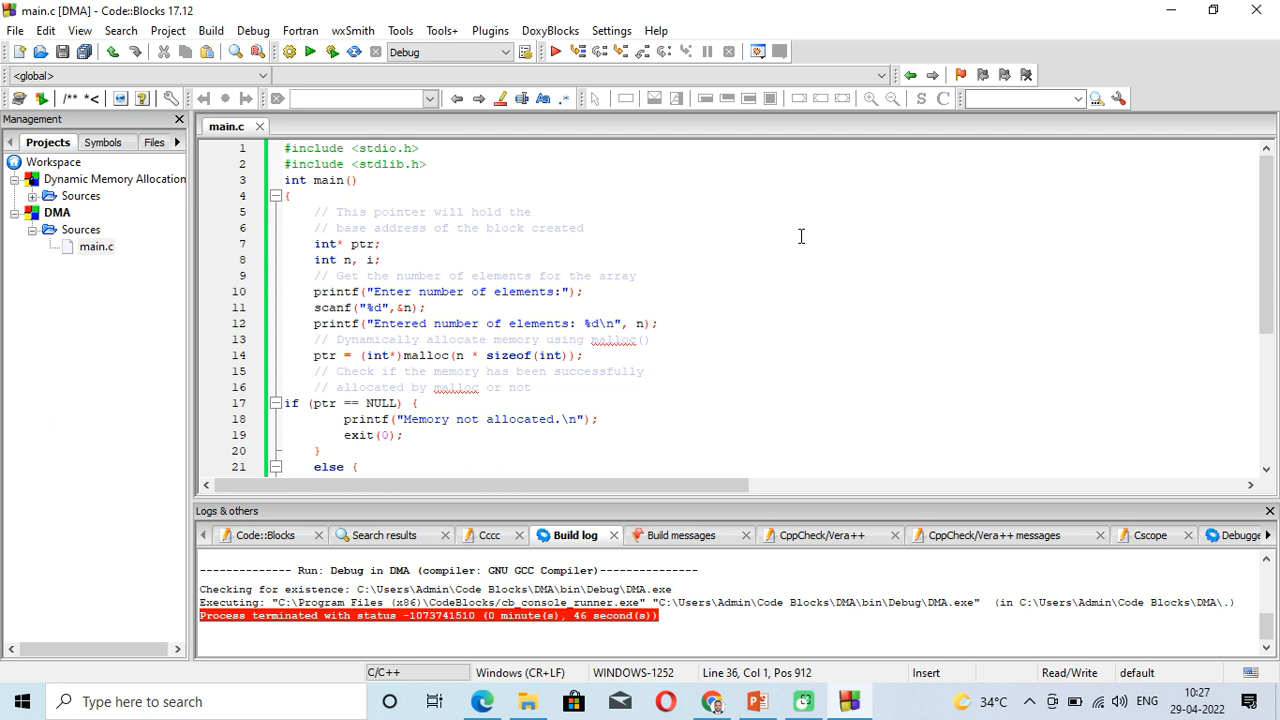 main.c [DMA] - Code::Blocks 17.12
File Edit View Search Project Build Debug Fortran wxSmith Tools Tools+ Plugins DoxyBlocks Settings Help
Debug
<global>
/** *<
S C
Management
main.c
Projects Symbols Files
Workspace
Dynamic Memory Allocation
Sources
DMA
Sources
main.c
1 #include <stdio.h>
2 #include <stdlib.h>
3 int main()
4 {
5 // This pointer will hold the
6 // base address of the block created
7 int* ptr;
8 int n, i;
9 // Get the number of elements for the array
10 printf("Enter number of elements:");
11 scanf("%d",&n);
12 printf("Entered number of elements: %d\n", n);
13 // Dynamically allocate memory using malloc()
14 ptr = (int*)malloc(n * sizeof(int));
15 // Check if the memory has been successfully
16 // allocated by malloc or not
17 if (ptr == NULL) {
18 printf("Memory not allocated.\n");
19 exit(0);
20 }
21 else {
Logs & others
Code::Blocks Search results Cccc Build log Build messages CppCheck/Vera++ CppCheck/Vera++ messages Cscope Debugge
-------------- Run: Debug in DMA (compiler: GNU GCC Compiler)---------------
Checking for existence: C:\Users\Admin\Code Blocks\DMA\bin\Debug\DMA.exe
Executing: "C:\Program Files (x86)\CodeBlocks/cb_console_runner.exe" "C:\Users\Admin\Code Blocks\DMA\bin\Debug\DMA.exe" (in C:\Users\Admin\Code Blocks\DMA\.)
Process terminated with status -1073741510 (0 minute(s), 46 second(s))
C/C++ Windows (CR+LF) WINDOWS-1252 Line 36, Col 1, Pos 912 Insert Read/Write default
Type here to search
34°C
10:27
29-04-2022